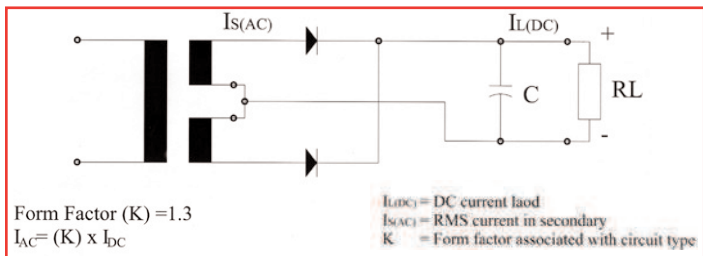 IS(AC)
IL(DC)
+
C
RL
-
Form Factor (K) =1.3
IAC= (K) x IDC
IL(DC) = DC current laod
IS(AC) = RMS current in secondary
K = Form factor associated with circuit type